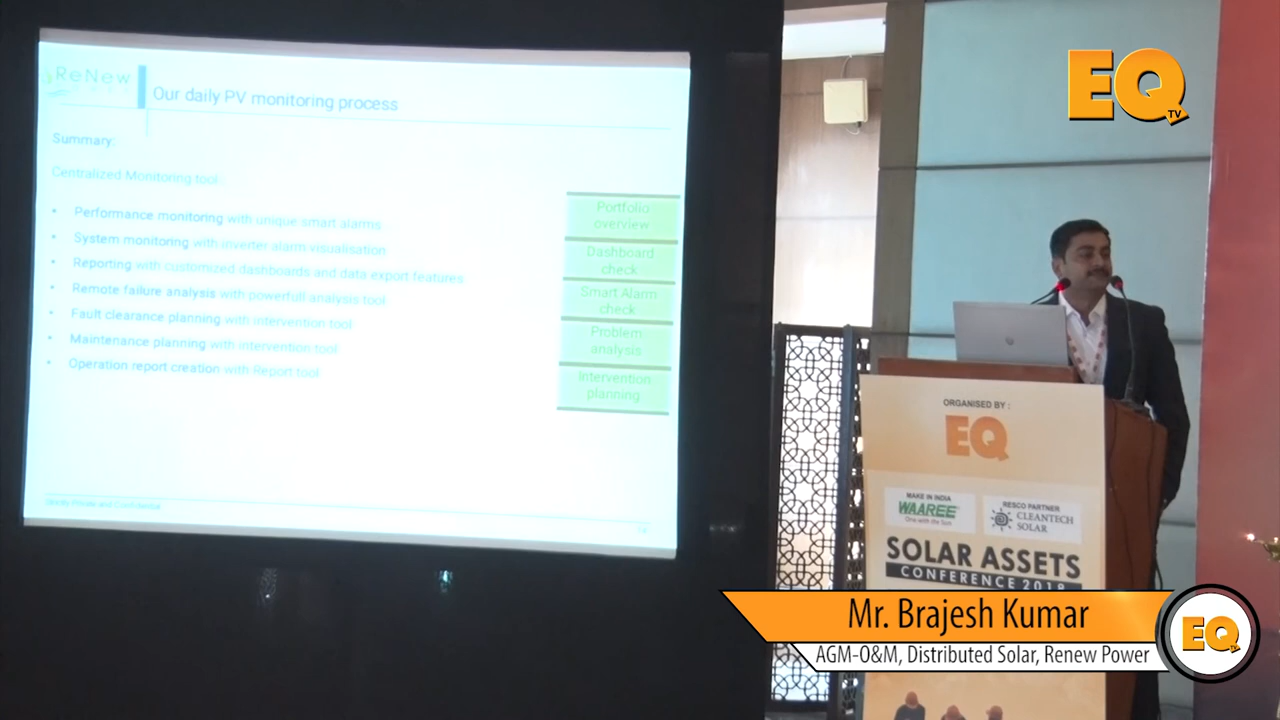 ReNew
Our daily PV monitoring process
Summary:
Centralized Monitoring tool:
• Performance monitoring with unique smart alarms
• System monitoring with inverter alarm visualisation
• Reporting with customized dashboards and data export features
• Remote failure analysis with powerfull analysis tool
• Fault clearance planning with intervention tool
• Maintenance planning with intervention tool
• Operation report creation with Report tool
Portfolio
overview
Dashboard
check
Smart Alarm
check
Problem
analysis
Intervention
planning
EQ
TV
ORGANISED BY :
EQ
MAKE IN INDIA
WAAREE
One with the Sun
RESCO PARTNER
CLEANTECH
SOLAR
SOLAR ASSETS
CONFERENCE 2018
Mr. Brajesh Kumar
AGM-O&M, Distributed Solar, Renew Power
EQ
TV